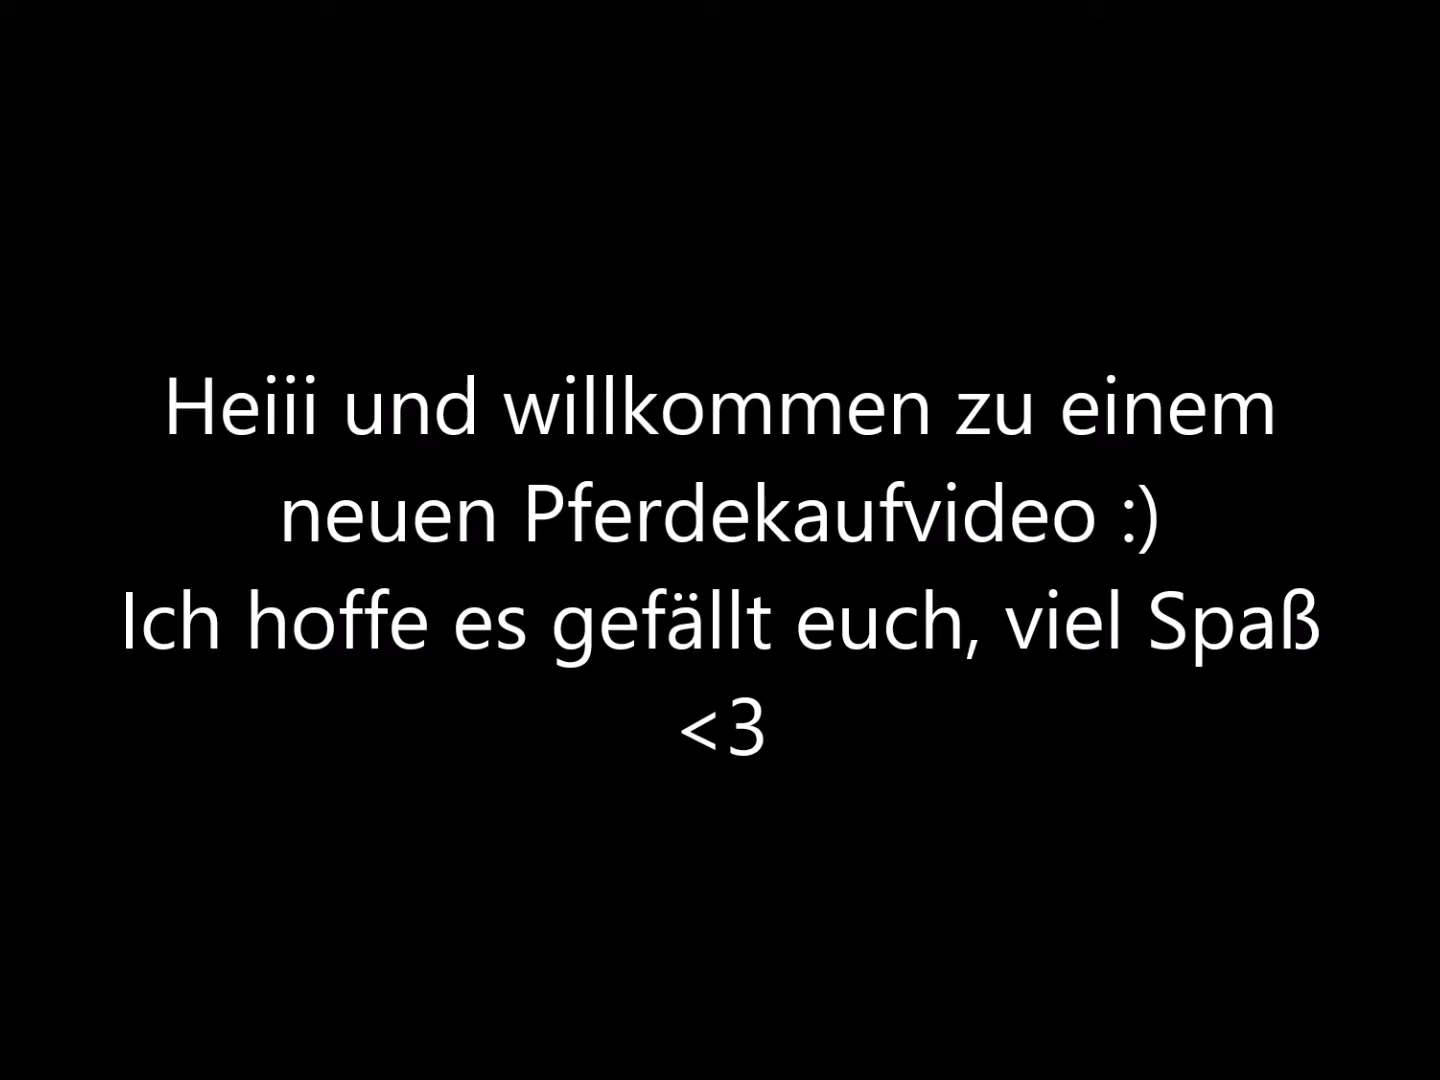 Heiii und willkommen zu einem
neuen Pferdekaufvideo :)
Ich hoffe es gefällt euch, viel Spaß
<3